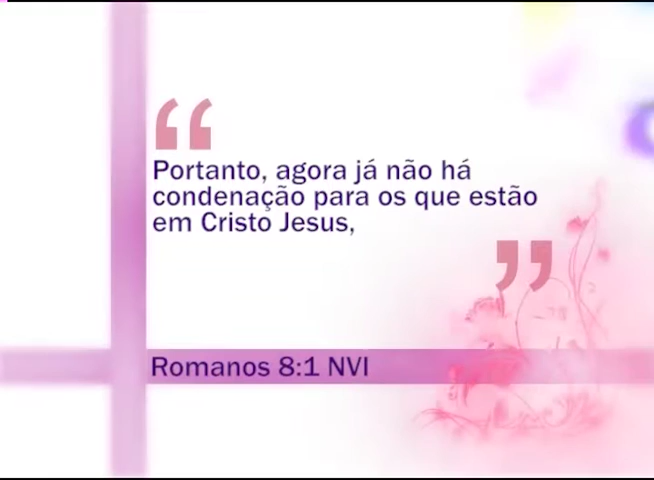 “
Portanto, agora já não há
condenação para os que estão
em Cristo Jesus,
”
Romanos 8:1 NVI